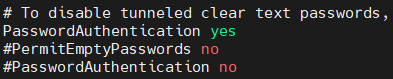 # To disable tunneled clear text passwords,
PasswordAuthentication yes
#PermitEmptyPasswords no
#PasswordAuthentication no